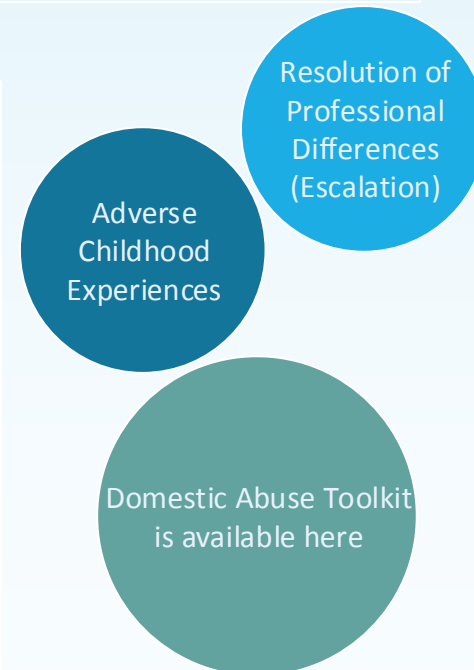 Resolution of
Professional
Differences
(Escalation)
Adverse
Childhood
Experiences
Domestic Abuse Toolkit
is available here